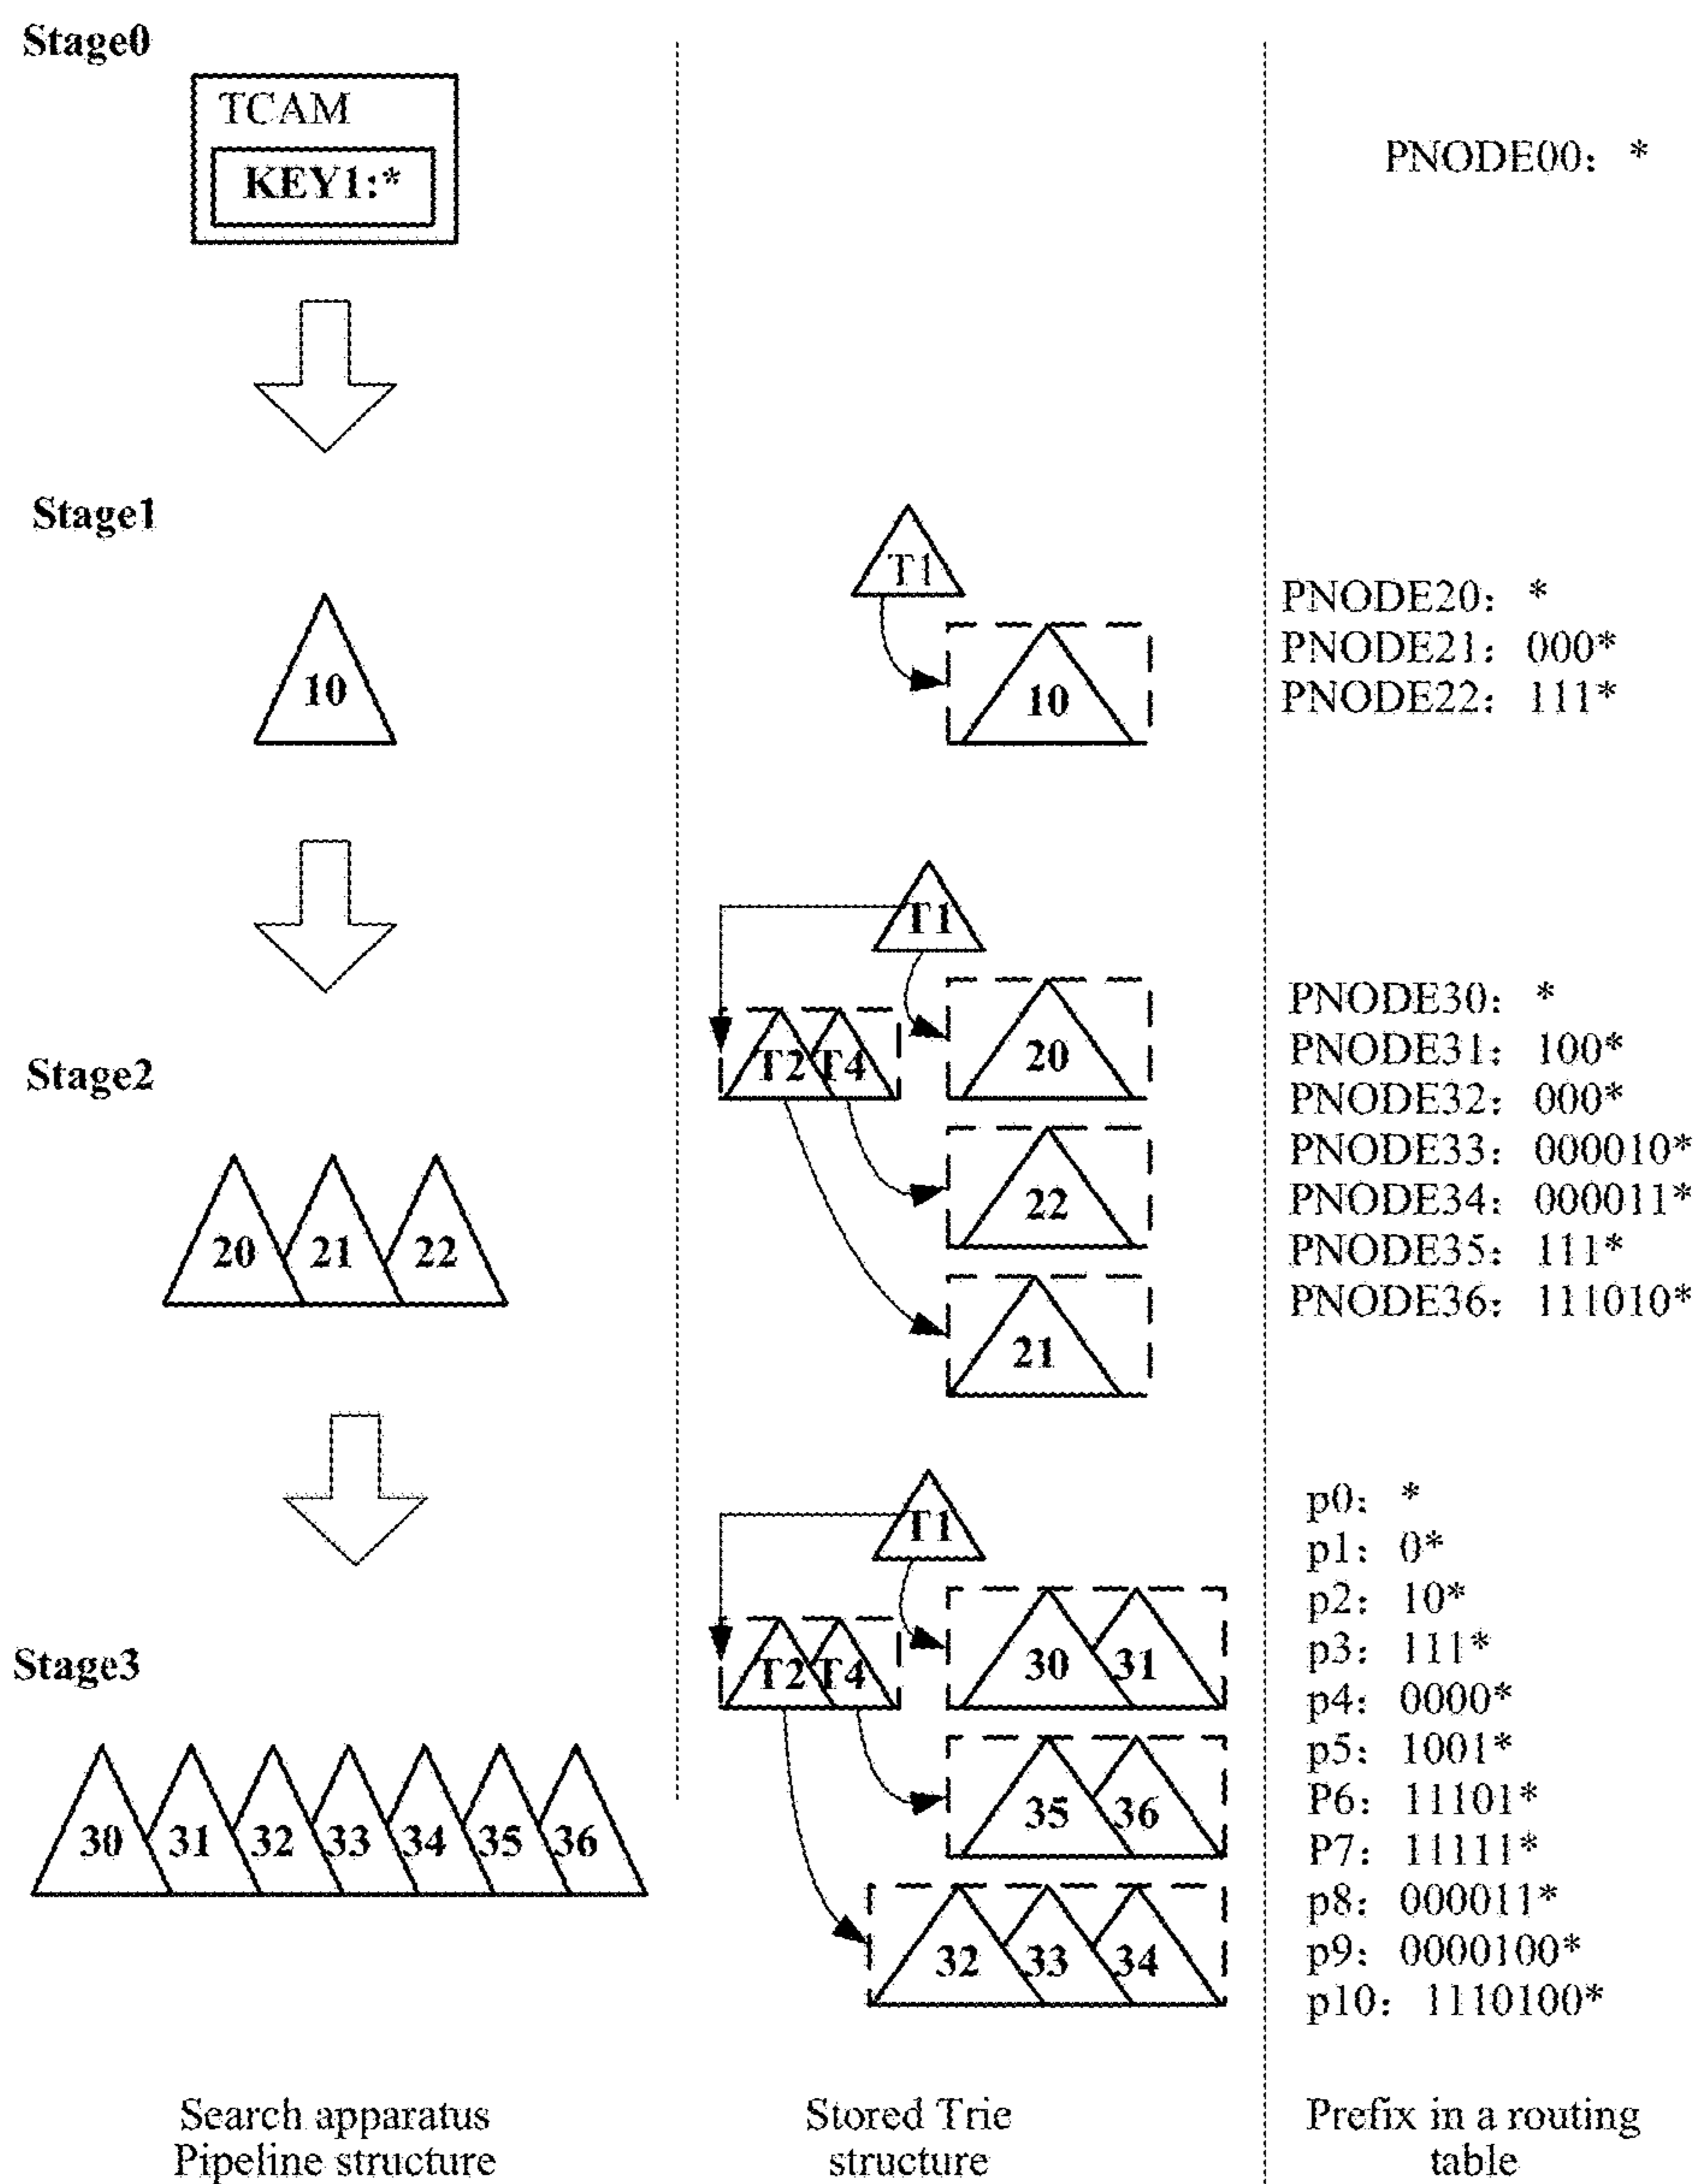 Stage0
TCAM
KEY1:*
PNODE00: *
Stage1
10
T1
10
PNODE20: *
PNODE21: 000*
PNODE22: 111*
Stage2
20 21 22
T1
T2 T4
20
22
21
PNODE30: *
PNODE31: 100*
PNODE32: 000*
PNODE33: 000010*
PNODE34: 000011*
PNODE35: 111*
PNODE36: 111010*
Stage3
30 31 32 33 34 35 36
T1
T2 T4
30 31
35 36
32 33 34
p0: *
p1: 0*
p2: 10*
p3: 111*
p4: 0000*
p5: 1001*
P6: 11101*
P7: 11111*
p8: 000011*
p9: 0000100*
p10: 1110100*
Search apparatus
Pipeline structure
Stored Trie
structure
Prefix in a routing
table